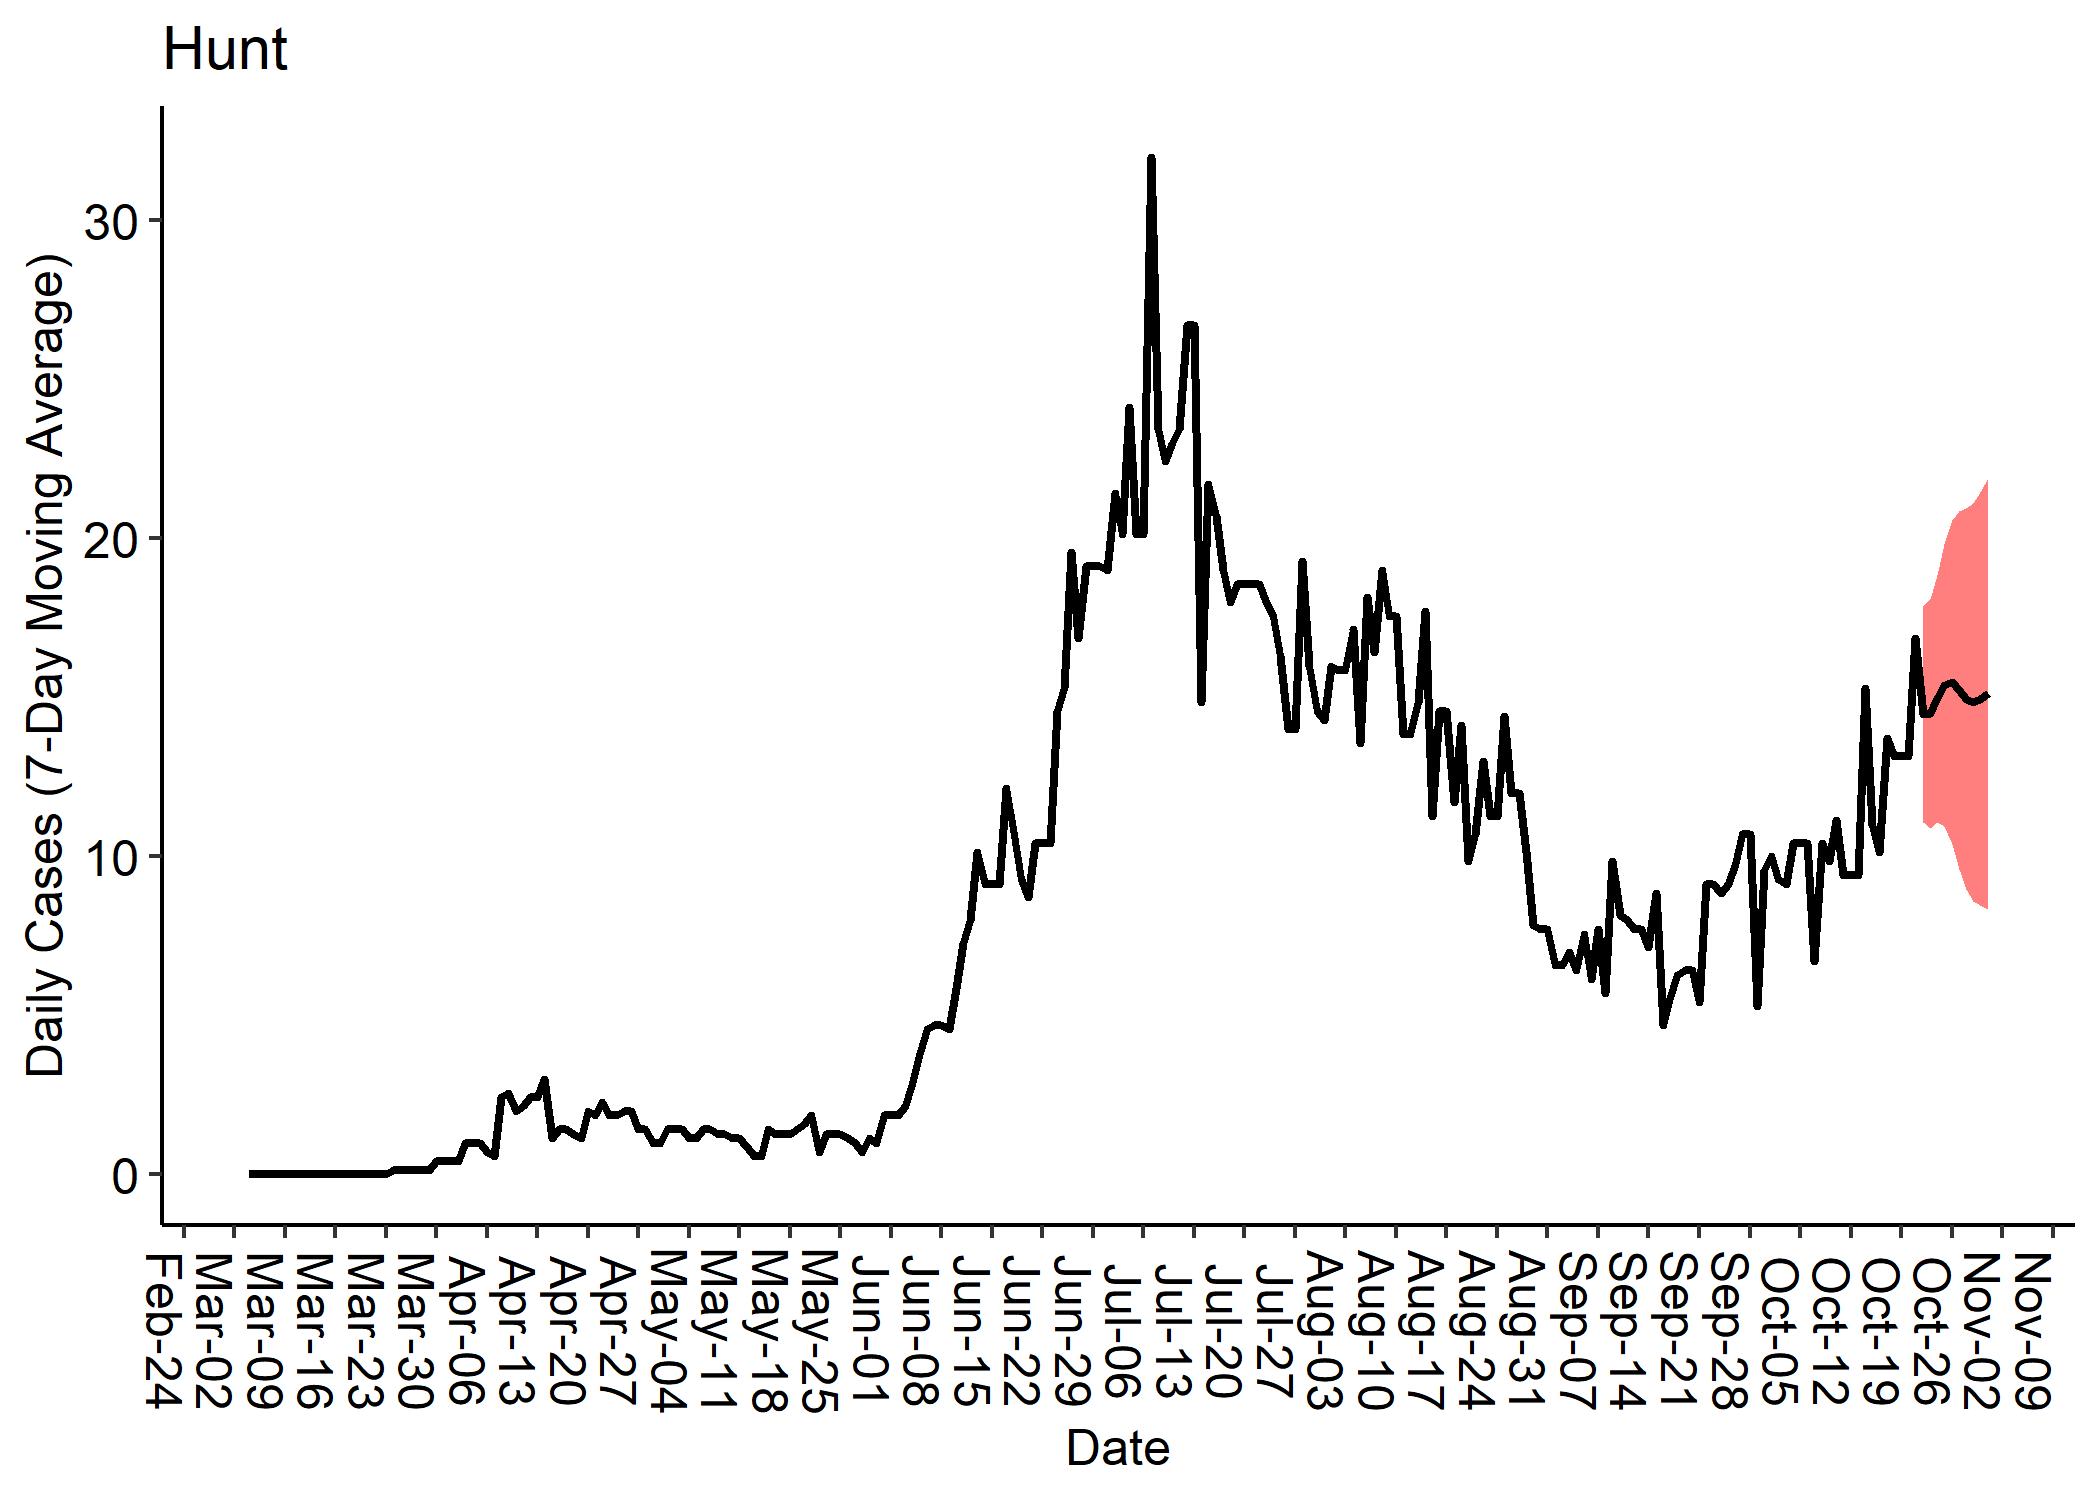 Hunt
Daily Cases (7-Day Moving Average)
30
20
10
0
Feb-24
Mar-02
Mar-09
Mar-16
Mar-23
Mar-30
Apr-06
Apr-13
Apr-20
Apr-27
May-04
May-11
May-18
May-25
Jun-01
Jun-08
Jun-15
Jun-22
Jun-29
Jul-06
Jul-13
Jul-20
Jul-27
Aug-03
Aug-10
Aug-17
Aug-24
Aug-31
Sep-07
Sep-14
Sep-21
Sep-28
Oct-05
Oct-12
Oct-19
Oct-26
Nov-02
Nov-09
Date